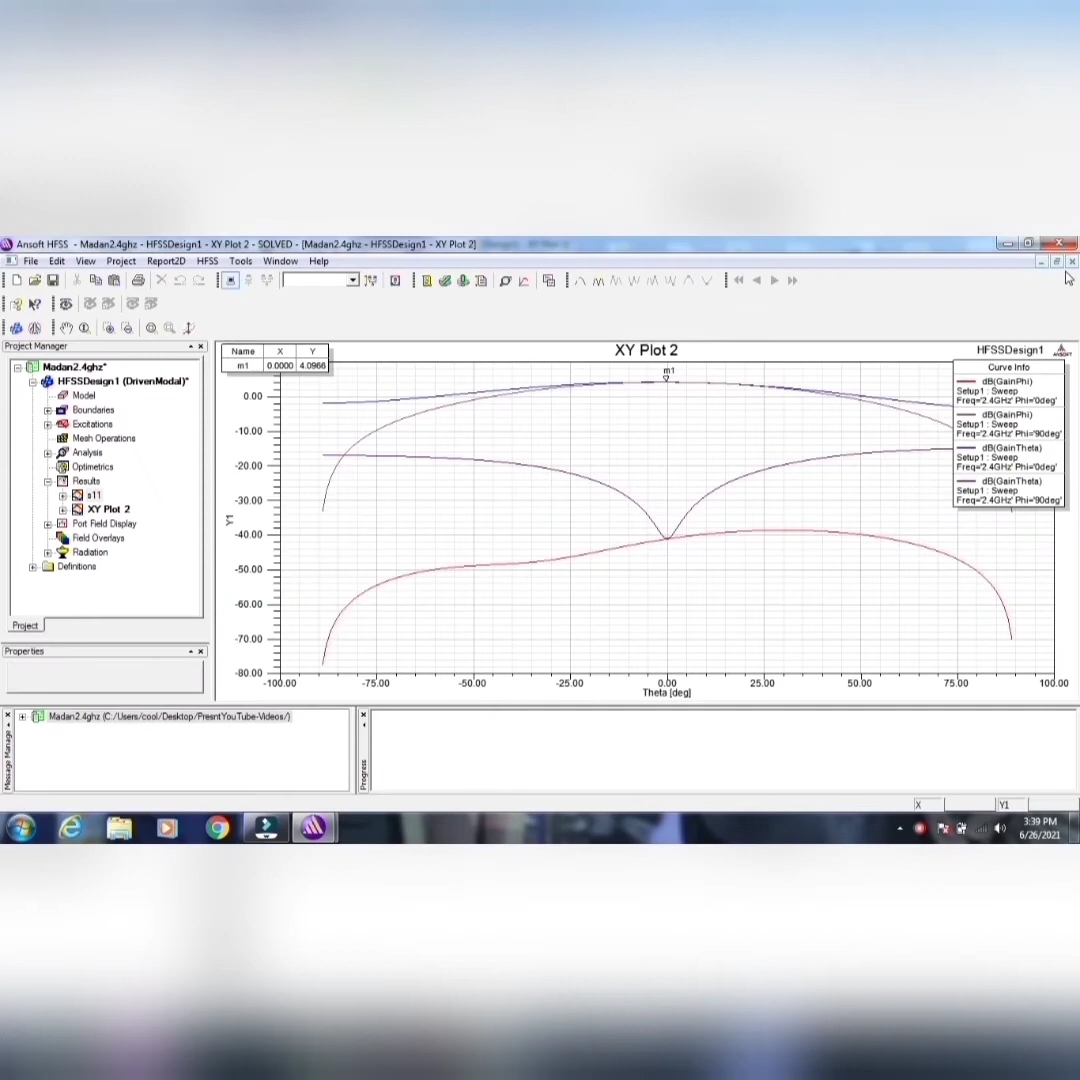 Ansoft HFSS - Madan2.4ghz - HFSSDesign1 - XY Plot 2 - SOLVED - [Madan2.4ghz - HFSSDesign1 - XY Plot 2]
File Edit View Project Report2D HFSS Tools Window Help
Project Manager
Madan2.4ghz*
HFSSDesign1 (DrivenModal)*
Model
Boundaries
Excitations
Mesh Operations
Analysis
Optimetrics
Results
s11
XY Plot 2
Port Field Display
Field Overlays
Radiation
Definitions
Project
Properties
Name X Y
m1 0.0000 4.0966
XY Plot 2
HFSSDesign1
ANSOFT
m1
Curve Info
dB(GainPhi)
Setup1 : Sweep
Freq='2.4GHz' Phi='0deg'
dB(GainPhi)
Setup1 : Sweep
Freq='2.4GHz' Phi='90deg'
dB(GainTheta)
Setup1 : Sweep
Freq='2.4GHz' Phi='0deg'
dB(GainTheta)
Setup1 : Sweep
Freq='2.4GHz' Phi='90deg'
Y1
0.00
-10.00
-20.00
-30.00
-40.00
-50.00
-60.00
-70.00
-80.00
-100.00 -75.00 -50.00 -25.00 0.00 25.00 50.00 75.00 100.00
Theta [deg]
Message Manage
Madan2.4ghz (C:/Users/cool/Desktop/PresntYouTube-Videos/)
Progress
X Y1
3:39 PM
6/26/2021